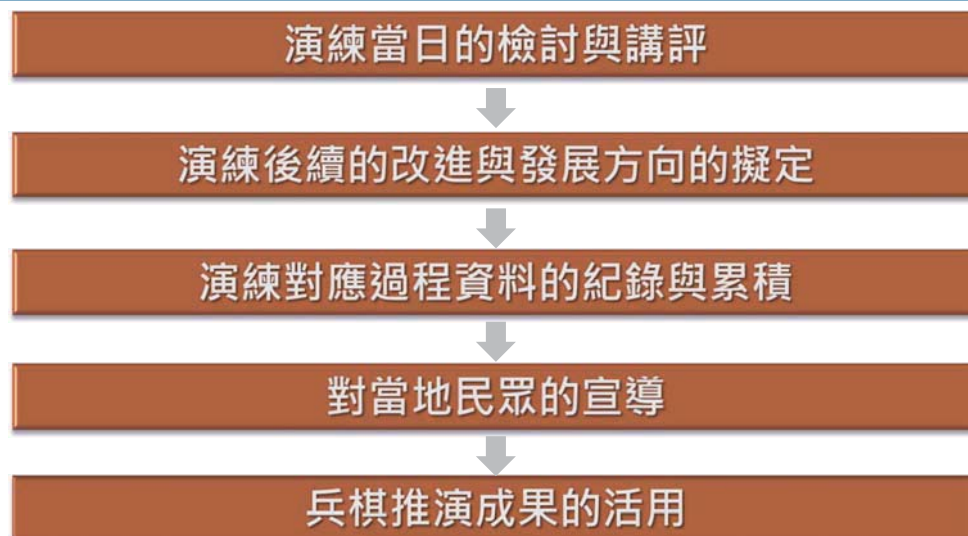 演練當日的檢討與講評
演練後續的改進與發展方向的擬定
演練對應過程資料的紀錄與累積
對當地民眾的宣導
兵棋推演成果的活用